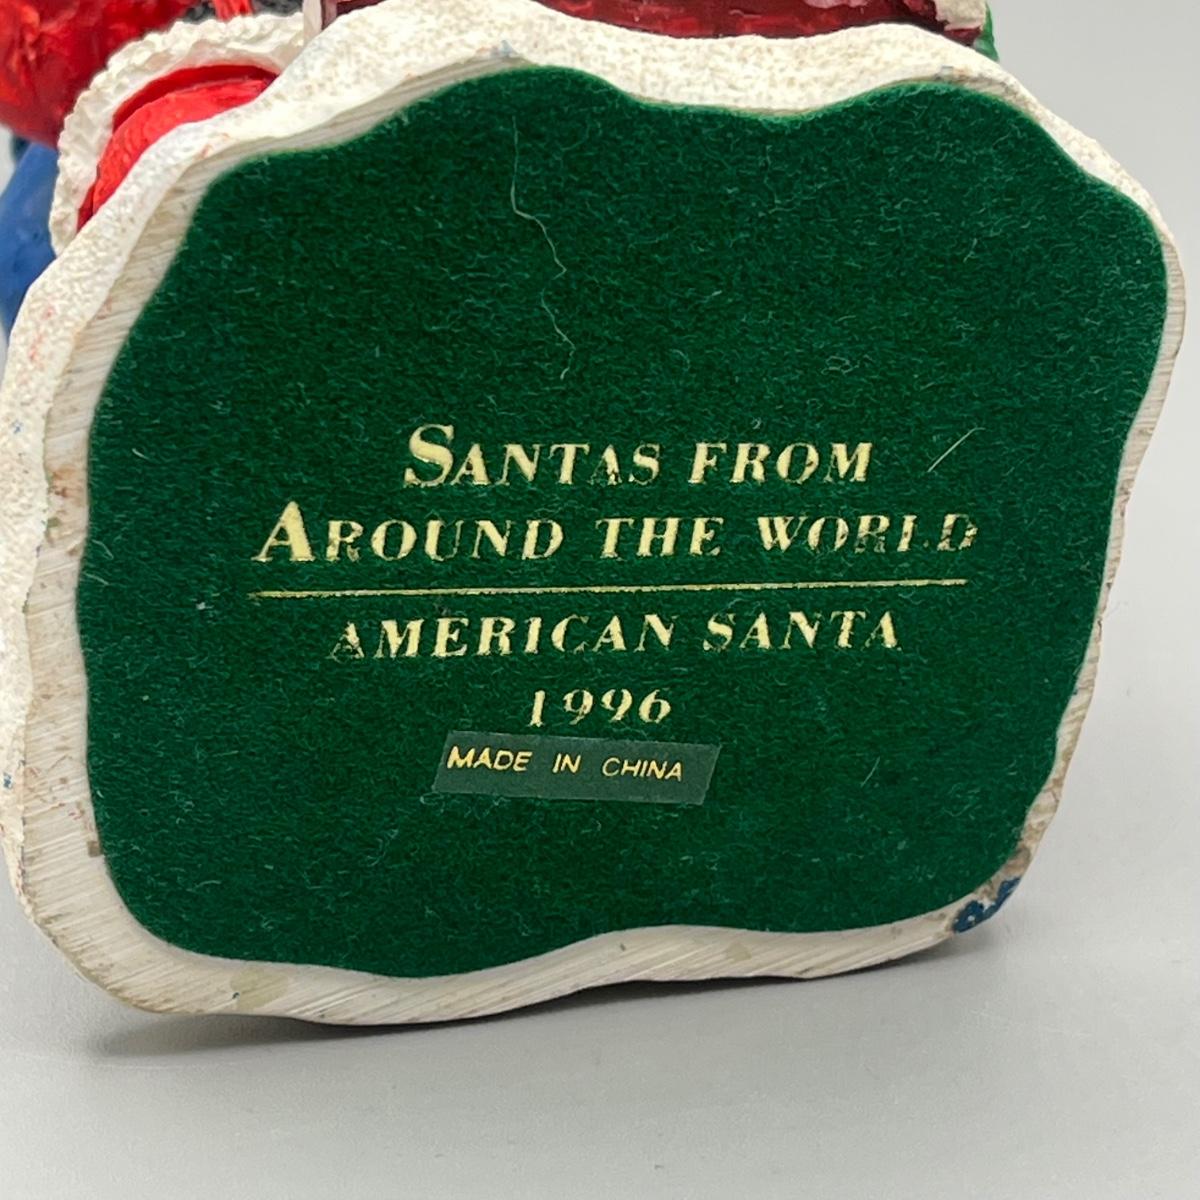 SANTAS FROM
AROUND THE WORLD
AMERICAN SANTA
1996
MADE IN CHINA